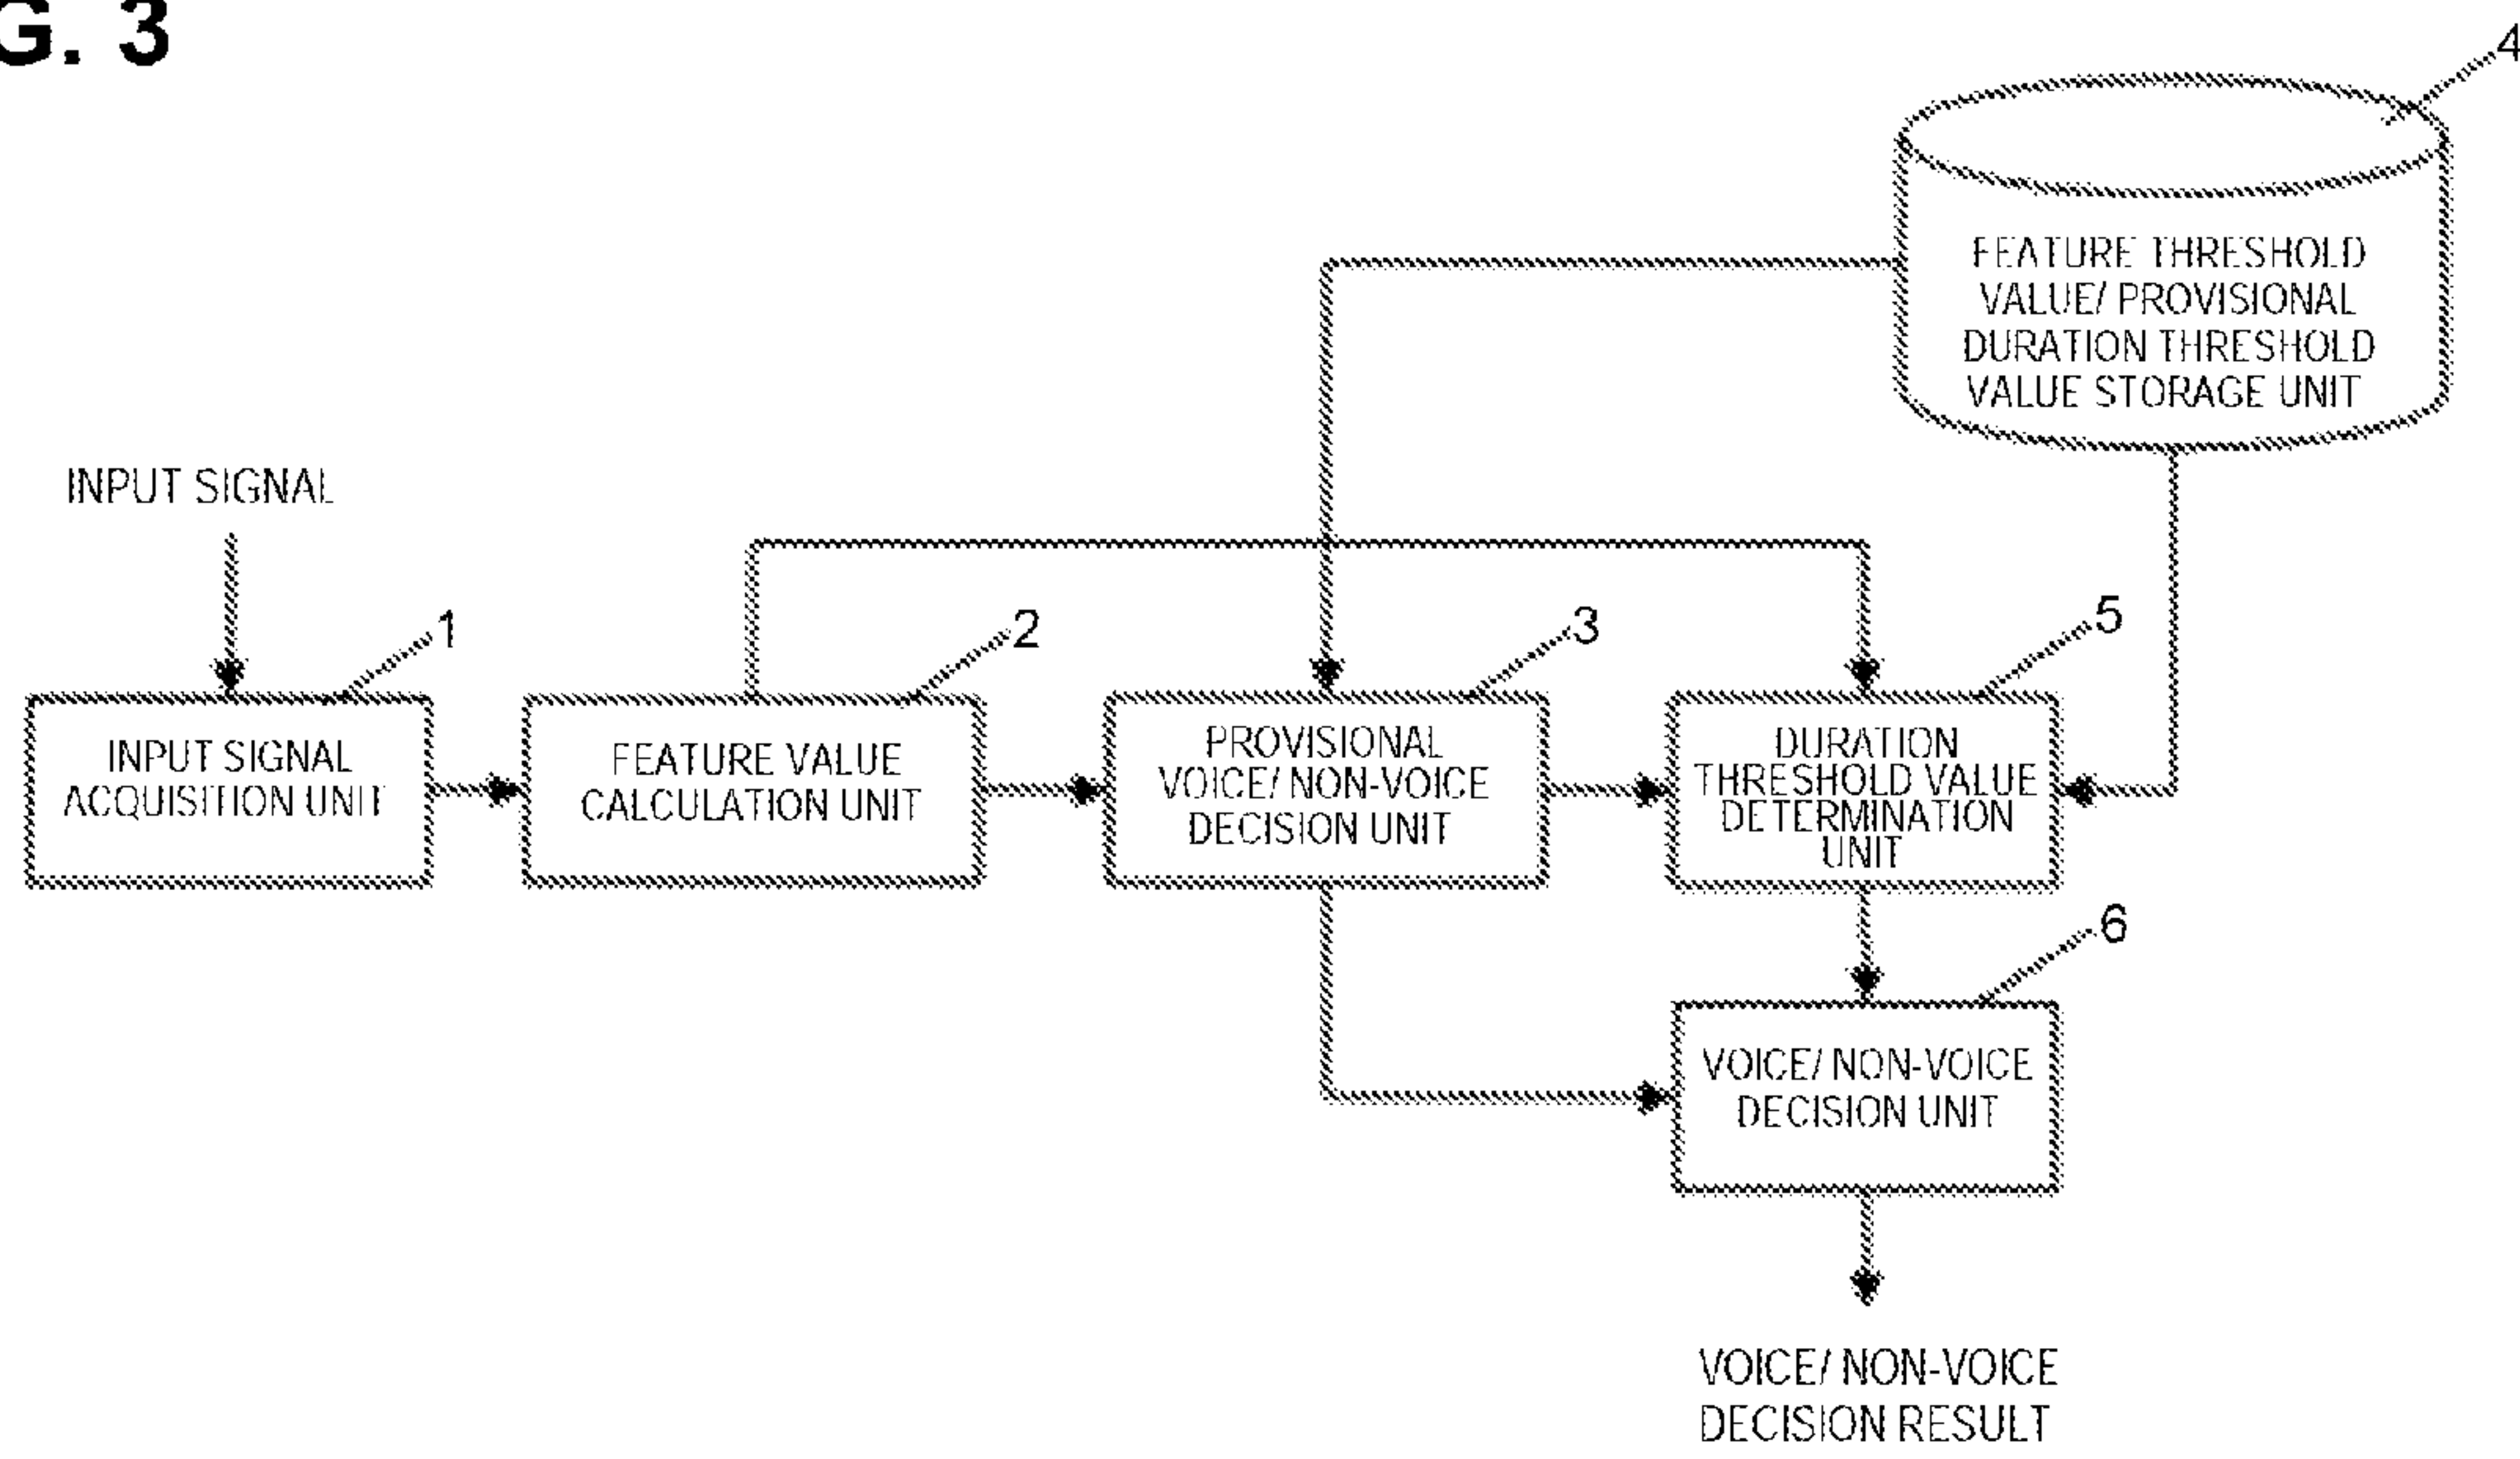 G. 3
4
FEATURE THRESHOLD
VALUE/ PROVISIONAL
DURATION THRESHOLD
VALUE STORAGE UNIT
INPUT SIGNAL
1
2
3
5
INPUT SIGNAL
ACQUISITION UNIT
FEATURE VALUE
CALCULATION UNIT
PROVISIONAL
VOICE/ NON-VOICE
DECISION UNIT
DURATION
THRESHOLD VALUE
DETERMINATION
UNIT
6
VOICE/ NON-VOICE
DECISION UNIT
VOICE/ NON-VOICE
DECISION RESULT